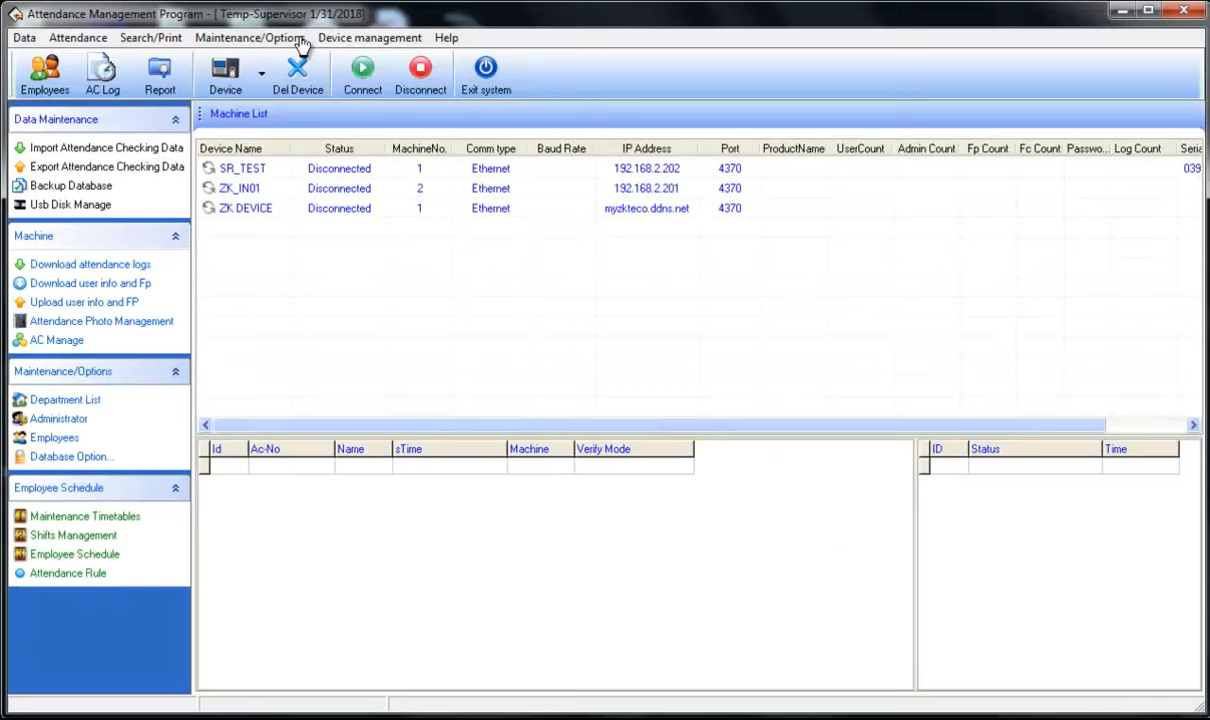 Attendance Management Program - [ Temp-Supervisor 1/31/2018]
Data Attendance Search/Print Maintenance/Options Device management Help
Employees AC Log Report Device Del Device Connect Disconnect Exit system
Data Maintenance
Import Attendance Checking Data
Export Attendance Checking Data
Backup Database
Usb Disk Manage
Machine
Download attendance logs
Download user info and Fp
Upload user info and FP
Attendance Photo Management
AC Manage
Maintenance/Options
Department List
Administrator
Employees
Database Option...
Employee Schedule
Maintenance Timetables
Shifts Management
Employee Schedule
Attendance Rule
Machine List
Device Name Status MachineNo. Comm type Baud Rate IP Address Port ProductName UserCount Admin Count Fp Count Fc Count Passwo... Log Count Seria
SR_TEST Disconnected 1 Ethernet 192.168.2.202 4370 039
ZK_IN01 Disconnected 2 Ethernet 192.168.2.201 4370
ZK DEVICE Disconnected 1 Ethernet myzkteco.ddns.net 4370
Id Ac-No Name sTime Machine Verify Mode
ID Status Time